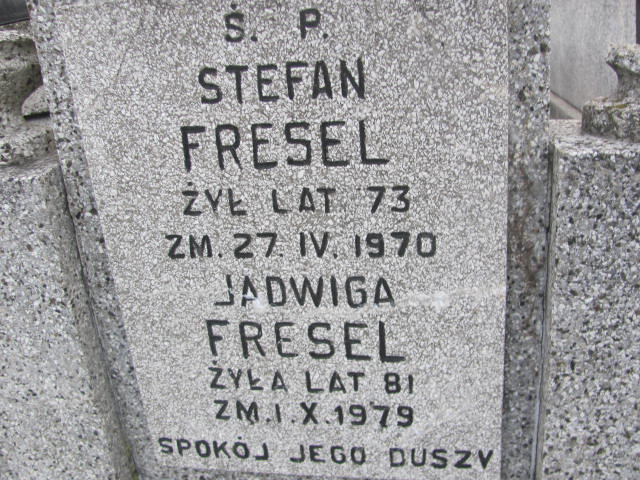 Ś. P.
STEFAN
FRESEL
ŻYŁ LAT 73
ZM. 27. IV. 1970
JADWIGA
FRESEL
ŻYŁA LAT 81
ZM. I. X. 1979
SPOKÓJ JEGO DUSZY